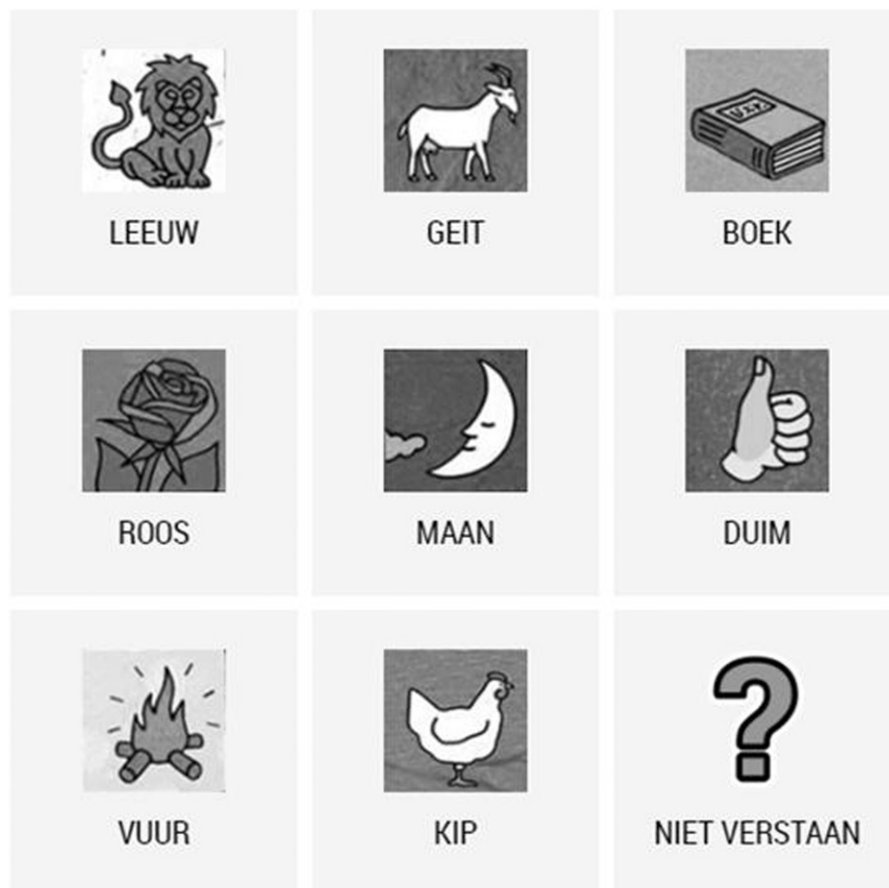 LEEUW
GEIT
BOEK
ROOS
MAAN
DUIM
VUUR
KIP
NIET VERSTAAN